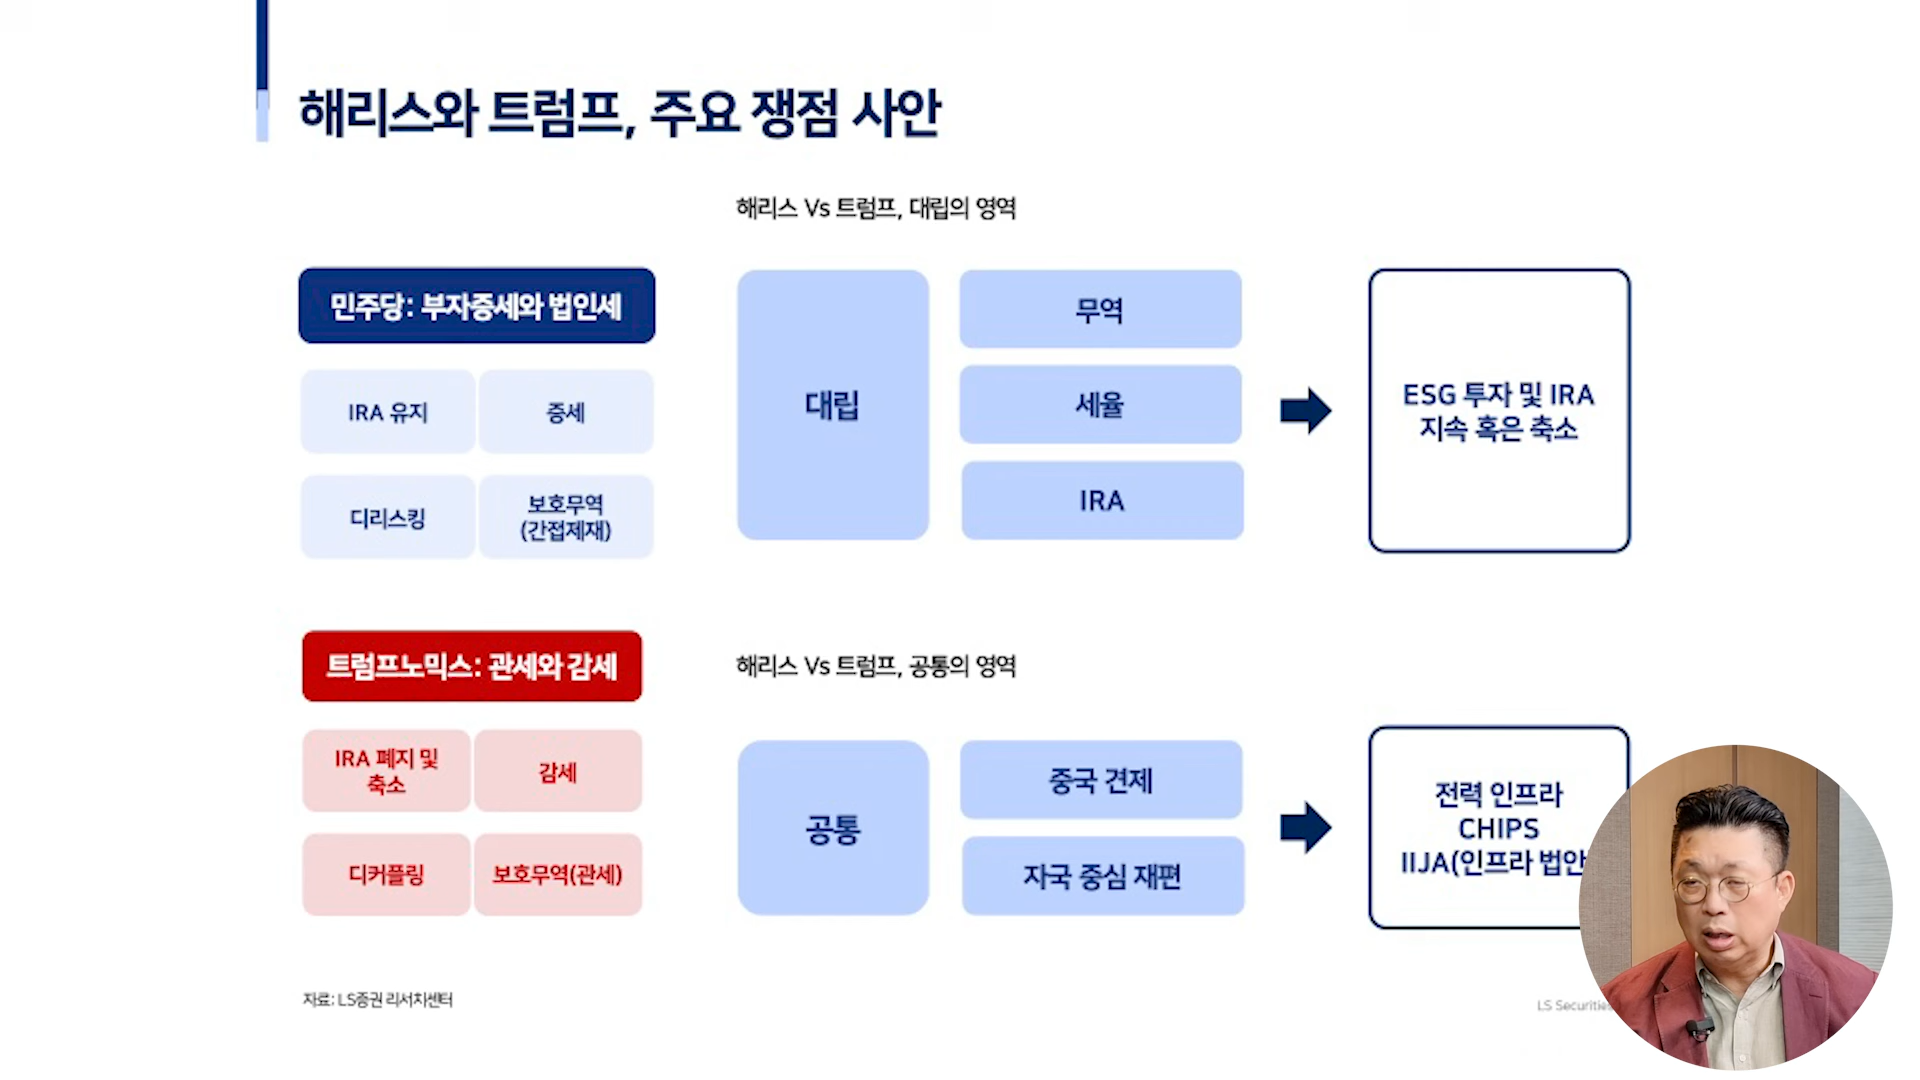 해리스와 트럼프, 주요 쟁점 사안
해리스 Vs 트럼프, 대립의 영역
민주당: 부자증세와 법인세
IRA 유지
증세
디리스킹
보호무역
(간접제재)
대립
무역
세율
IRA
ESG 투자 및 IRA
지속 혹은 축소
트럼프노믹스: 관세와 감세
IRA 폐지 및
축소
감세
디커플링
보호무역(관세)
해리스 Vs 트럼프, 공통의 영역
공통
중국 견제
자국 중심 재편
전력 인프라
CHIPS
IIJA(인프라 법안
자료: LS증권 리서치센터
LS Securities